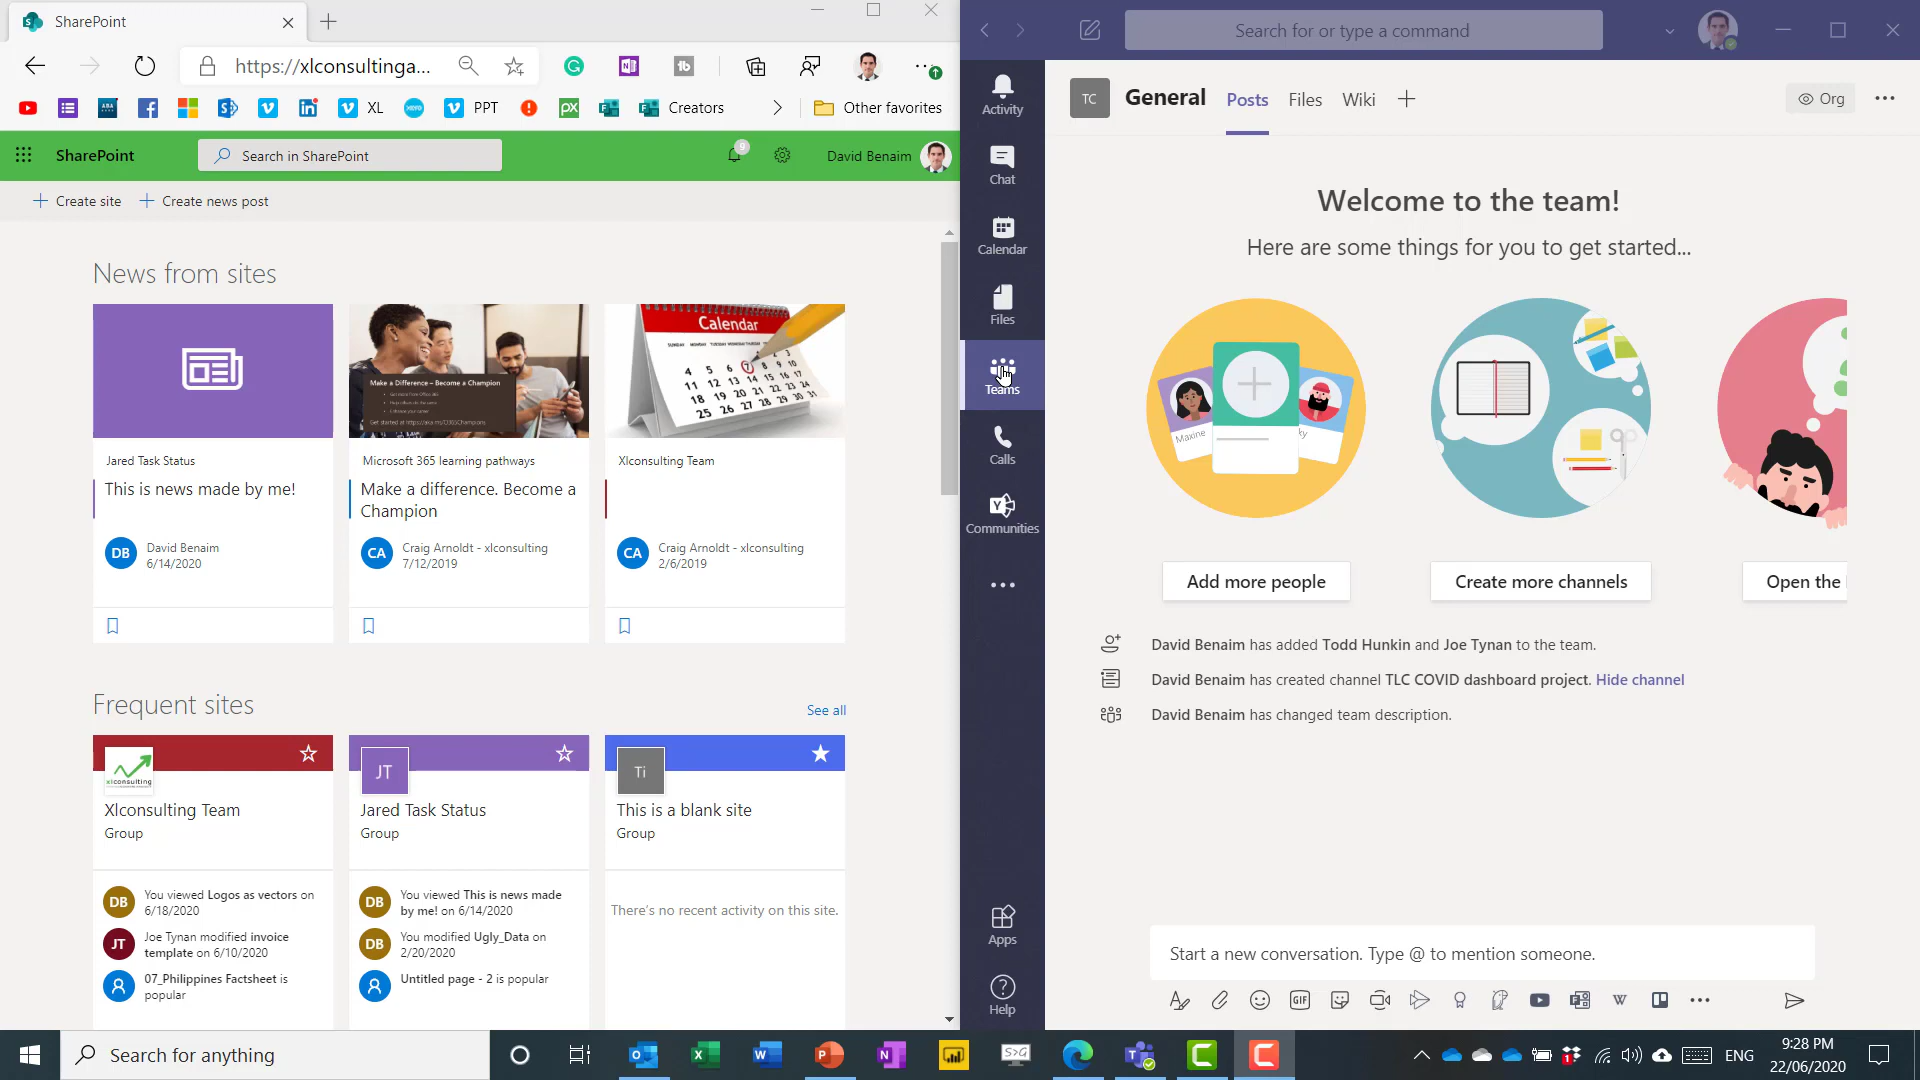 SharePoint
https://xlconsultinga...
XL
PPT
Creators
Other favorites
SharePoint
Search in SharePoint
9
David Benaim
Create site
Create news post
News from sites
Make a Difference – Become a Champion
Calendar
Jared Task Status
This is news made by me!
DB
David Benaim
6/14/2020
Microsoft 365 learning pathways
Make a difference. Become a
Champion
CA
Craig Arnoldt - xlconsulting
7/12/2019
Xlconsulting Team
CA
Craig Arnoldt - xlconsulting
2/6/2019
Frequent sites
See all
xlconsulting
Xlconsulting Team
Group
DB
You viewed Logos as vectors on
6/18/2020
JT
Joe Tynan modified invoice
template on 6/10/2020
07_Philippines Factsheet is
popular
JT
Jared Task Status
Group
DB
You viewed This is news made
by me! on 6/14/2020
DB
You modified Ugly_Data on
2/20/2020
Untitled page - 2 is popular
Ti
This is a blank site
Group
There's no recent activity on this site.
Search for or type a command
Activity
Chat
Calendar
Files
Teams
Calls
Communities
Apps
Help
TC
General
Posts
Files
Wiki
Org
Welcome to the team!
Here are some things for you to get started...
Maxine
Add more people
Create more channels
Open the
David Benaim has added Todd Hunkin and Joe Tynan to the team.
David Benaim has created channel TLC COVID dashboard project. Hide channel
David Benaim has changed team description.
Start a new conversation. Type @ to mention someone.
GIF
Search for anything
ENG
9:28 PM
22/06/2020